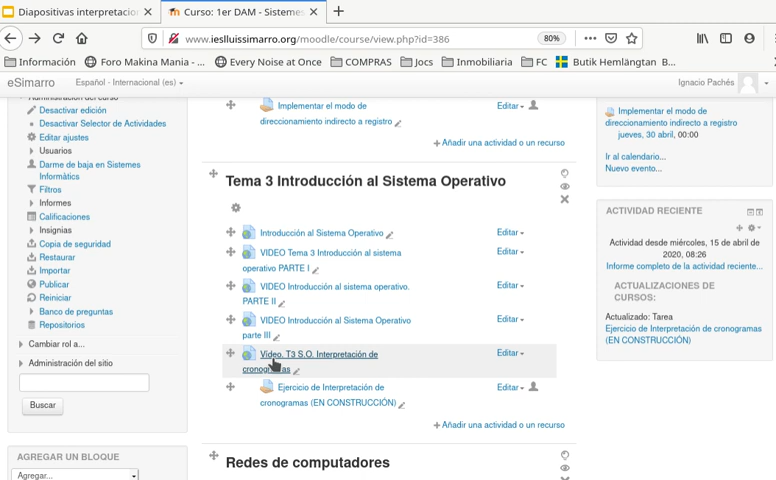 Diapositivas interpretacion
Curso: 1er DAM - Sistemes
www.ieslluissimarro.org/moodle/course/view.php?id=386
80%
Información
Foro Makina Mania - ...
Every Noise at Once
COMPRAS
Jocs
Inmobiliaria
FC
Butik Hemlängtan B...
eSimarro
Español - Internacional (es)
Ignacio Pachés
Administración del curso
Desactivar edición
Desactivar Selector de Actividades
Editar ajustes
Usuarios
Darme de baja en Sistemes
Informàtics
Filtros
Informes
Calificaciones
Insignias
Copia de seguridad
Restaurar
Importar
Publicar
Reiniciar
Banco de preguntas
Repositorios
Cambiar rol a...
Administración del sitio
Buscar
AGREGAR UN BLOQUE
Agregar...
Implementar el modo de
direccionamiento indirecto a registro
Editar
Añadir una actividad o un recurso
Tema 3 Introducción al Sistema Operativo
Introducción al Sistema Operativo
Editar
VIDEO Tema 3 Introducción al sistema
operativo PARTE I
Editar
VIDEO Introducción al sistema operativo.
PARTE II
Editar
VIDEO Introducción al Sistema Operativo
parte III
Editar
Vídeo. T3 S.O. Interpretación de
cronogramas
Editar
Ejercicio de Interpretación de
cronogramas (EN CONSTRUCCIÓN)
Editar
Añadir una actividad o un recurso
Redes de computadores
Implementar el modo de
direccionamiento indirecto a registro
jueves, 30 abril, 00:00
Ir al calendario...
Nuevo evento...
ACTIVIDAD RECIENTE
Actividad desde miércoles, 15 de abril de
2020, 08:26
Informe completo de la actividad reciente...
ACTUALIZACIONES DE
CURSOS:
Actualizado: Tarea
Ejercicio de Interpretación de cronogramas
(EN CONSTRUCCIÓN)